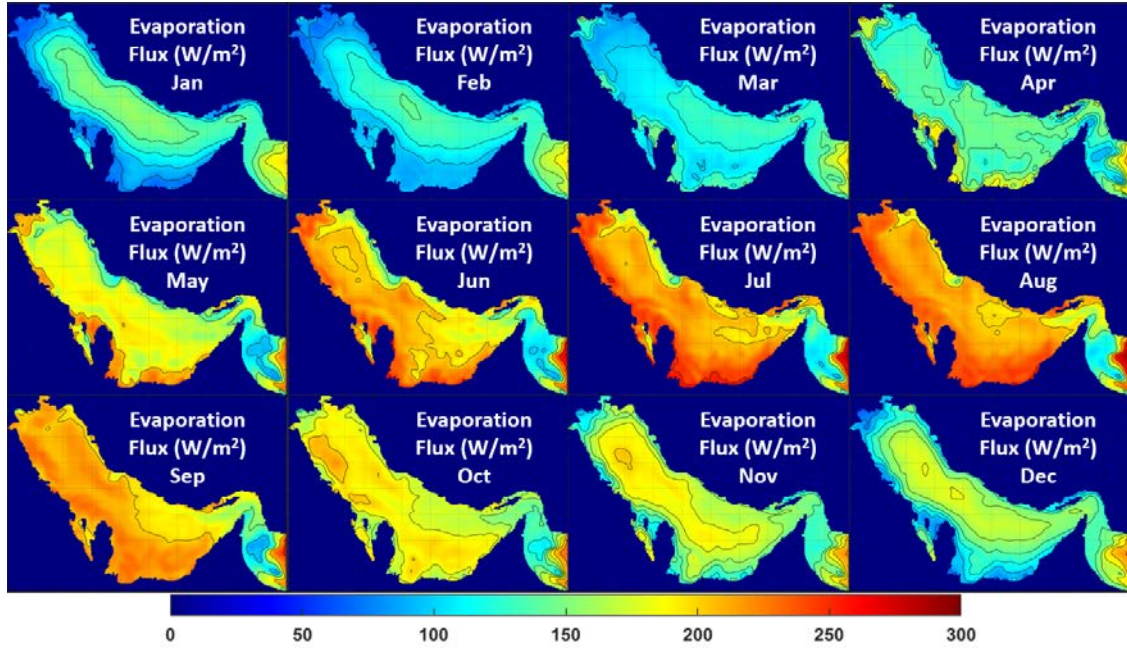 Evaporation
Flux (W/m²)
Jan
Evaporation
Flux (W/m²)
Feb
Evaporation
Flux (W/m²)
Mar
Evaporation
Flux (W/m²)
Apr
Evaporation
Flux (W/m²)
May
Evaporation
Flux (W/m²)
Jun
Evaporation
Flux (W/m²)
Jul
Evaporation
Flux (W/m²)
Aug
Evaporation
Flux (W/m²)
Sep
Evaporation
Flux (W/m²)
Oct
Evaporation
Flux (W/m²)
Nov
Evaporation
Flux (W/m²)
Dec
0 50 100 150 200 250 300